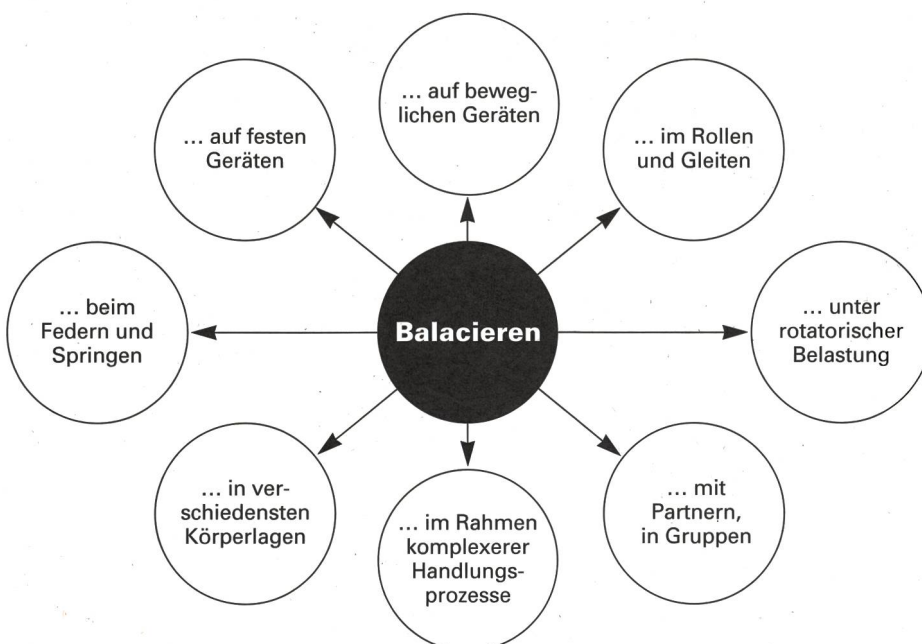 ... auf beweg-
lichen Geräten
... auf festen
Geräten
... im Rollen
und Gleiten
... beim
Federn und
Springen
Balacieren
... unter
rotatorischer
Belastung
... in ver-
schiedensten
Körperlagen
... im Rahmen
komplexerer
Handlungs-
prozesse
... mit
Partnern,
in Gruppen